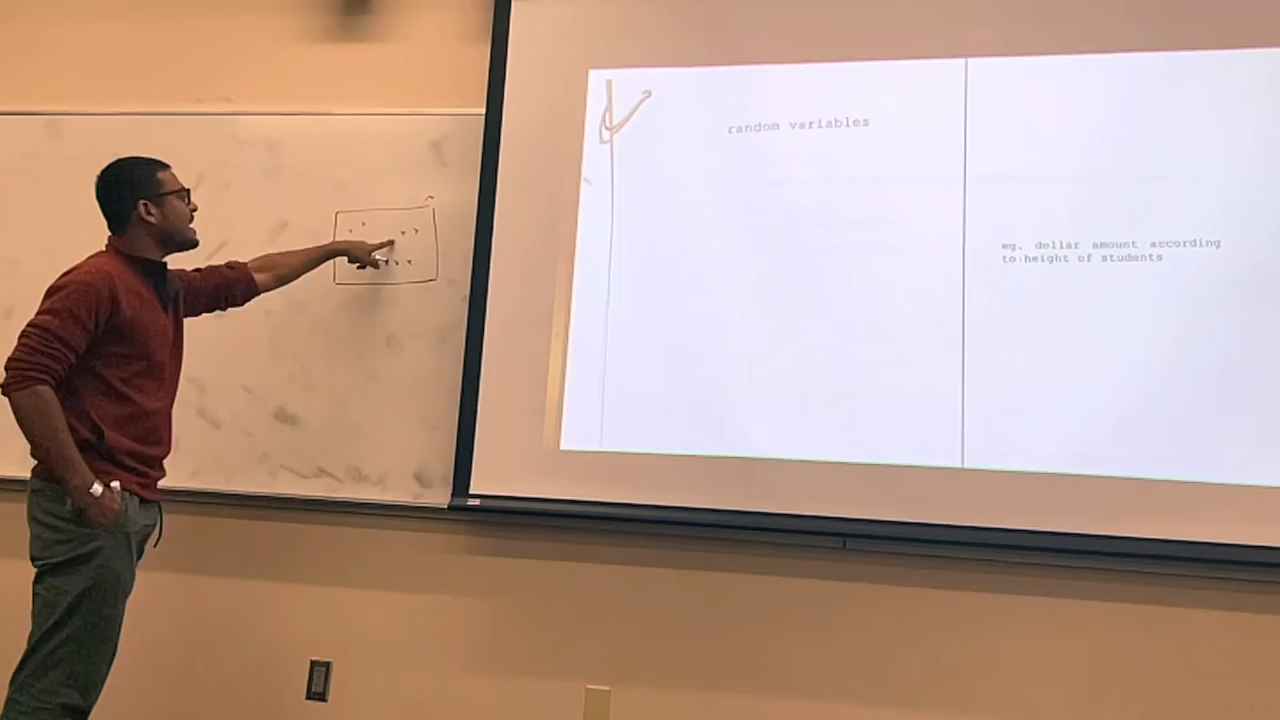 random variables
eg. dollar amount according
to height of students